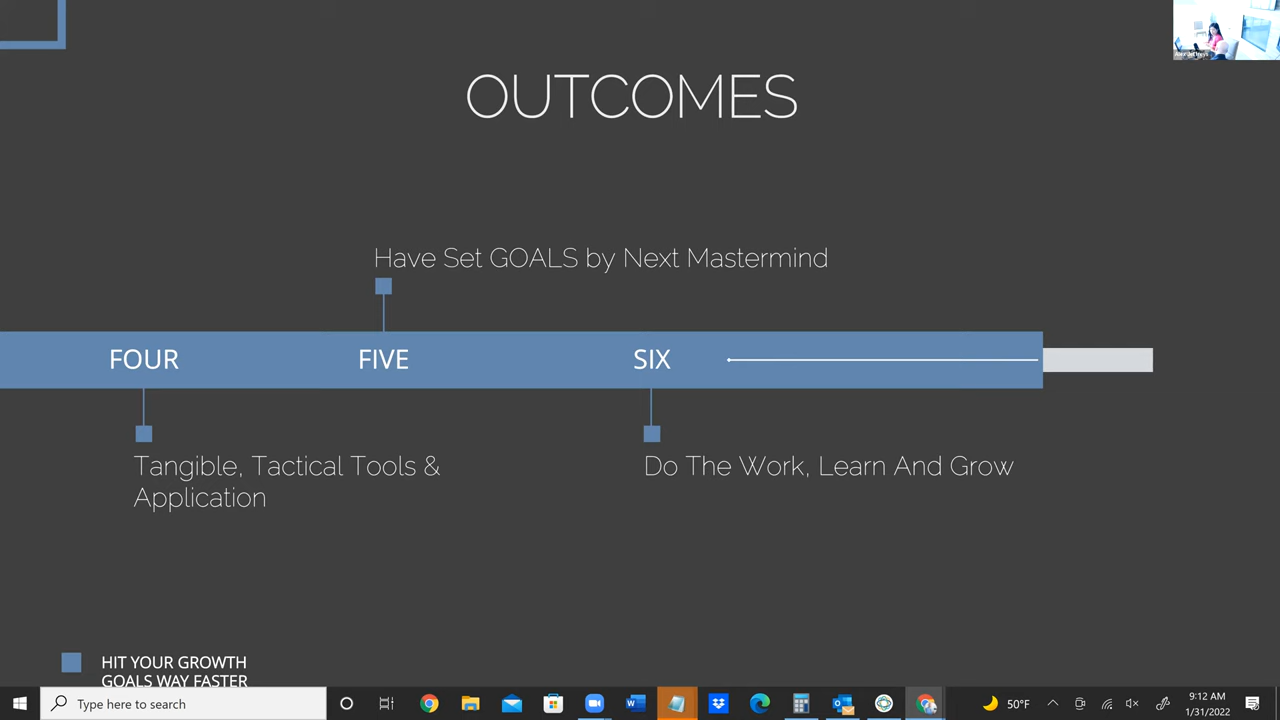 OUTCOMES
Have Set GOALS by Next Mastermind
FOUR
FIVE
SIX
Tangible, Tactical Tools &
Application
Do The Work, Learn And Grow
HIT YOUR GROWTH
GOALS WAY FASTER
Type here to search
50°F
9:12 AM
1/31/2022